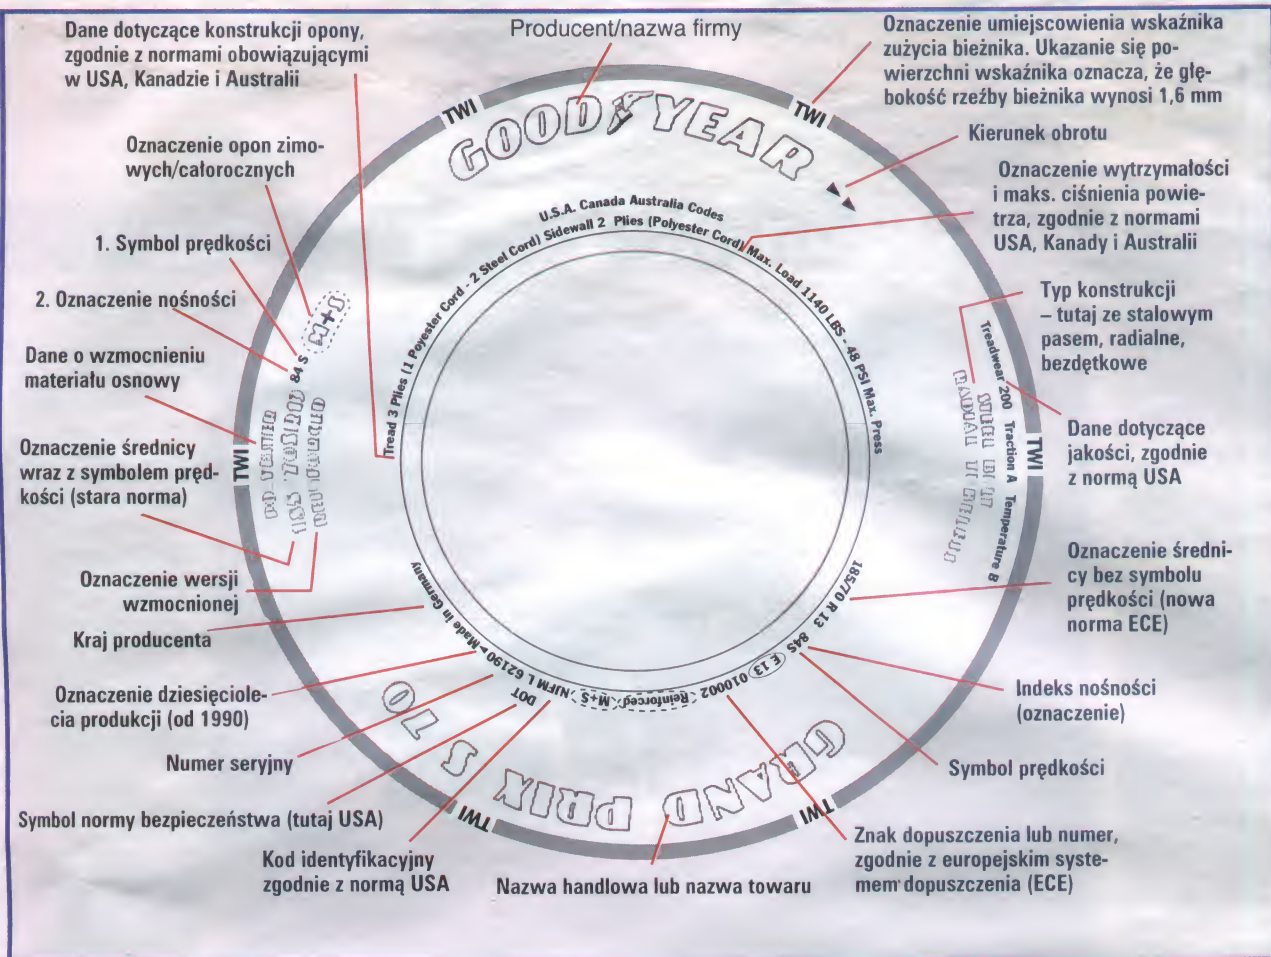 Dane dotyczące konstrukcji opony,
zgodnie z normami obowiązującymi
w USA, Kanadzie i Australii
Producent/nazwa firmy
Oznaczenie umiejscowienia wskaźnika
zużycia bieżnika. Ukazanie się po-
wierzchni wskaźnika oznacza, że głę-
bokość rzeźby bieżnika wynosi 1,6 mm
Kierunek obrotu
Oznaczenie wytrzymałości
i maks. ciśnienia powie-
trza, zgodnie z normami
USA, Kanady i Australii
Typ konstrukcji
– tutaj ze stalowym
pasem, radialne,
bezdętkowe
Dane dotyczące
jakości, zgodnie
z normą USA
Oznaczenie średni-
cy bez symbolu
prędkości (nowa
norma ECE)
Indeks nośności
(oznaczenie)
Symbol prędkości
Znak dopuszczenia lub numer,
zgodnie z europejskim syste-
mem dopuszczenia (ECE)
Nazwa handlowa lub nazwa towaru
Kod identyfikacyjny
zgodnie z normą USA
Symbol normy bezpieczeństwa (tutaj USA)
Numer seryjny
Oznaczenie dziesięciole-
cia produkcji (od 1990)
Kraj producenta
Oznaczenie wersji
wzmocnionej
Oznaczenie średnicy
wraz z symbolem pręd-
kości (stara norma)
Dane o wzmocnieniu
materiału osnowy
2. Oznaczenie nośności
1. Symbol prędkości
Oznaczenie opon zimo-
wych/całorocznych
TWI
TWI
TWI
TWI
TWI
TWI
GOODYEAR
U.S.A. Canada Australia Codes
Tread 3 Plies (1 Poyester Cord - 2 Steel Cord) Sidewall 2 Plies (Polyester Cord) Max. Load 1140 LBS - 48 PSI Max. Press
Treadwear 200 Traction A Temperature B
84 S
185/70 R 13 84S E 13 010002 Reinforced M+S NJFM L 62190 Made in Germany
DOT
GRAND PRIX S 70